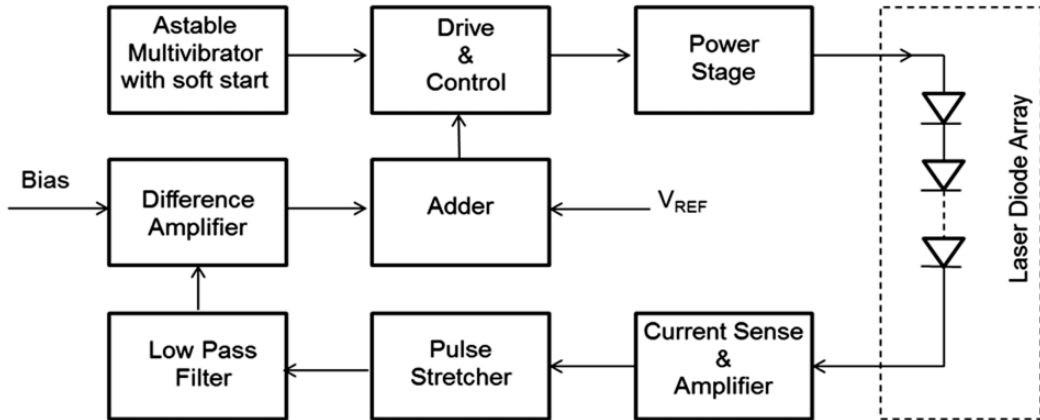 Astable
Multivibrator
with soft start
Drive
&
Control
Power
Stage
Laser Diode Array
Bias
Difference
Amplifier
Adder
VREF
Low Pass
Filter
Pulse
Stretcher
Current Sense
&
Amplifier